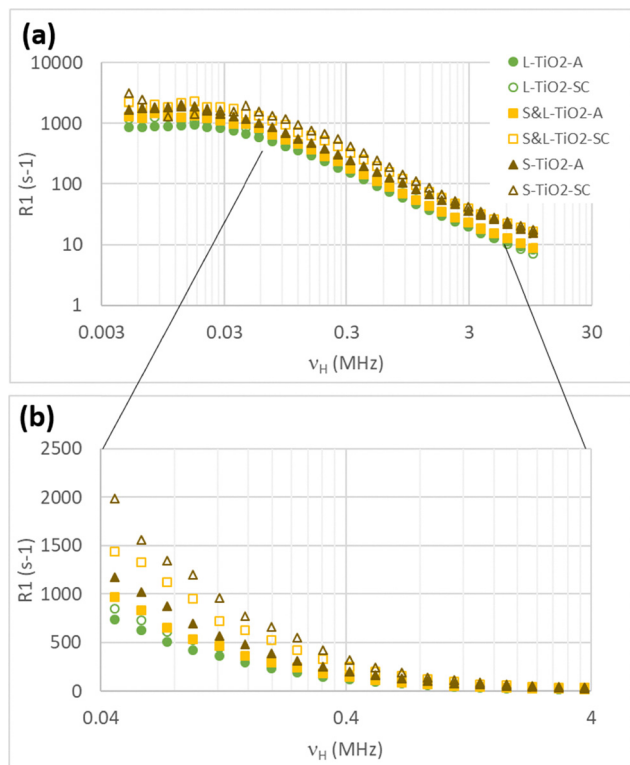 (a)
10000
1000
100
10
1
R1 (s-1)
0.003
0.03
0.3
3
30
νH (MHz)
L-TiO2-A
L-TiO2-SC
S&L-TiO2-A
S&L-TiO2-SC
S-TiO2-A
S-TiO2-SC
(b)
2500
2000
1500
1000
500
0
R1 (s-1)
0.04
0.4
4
νH (MHz)